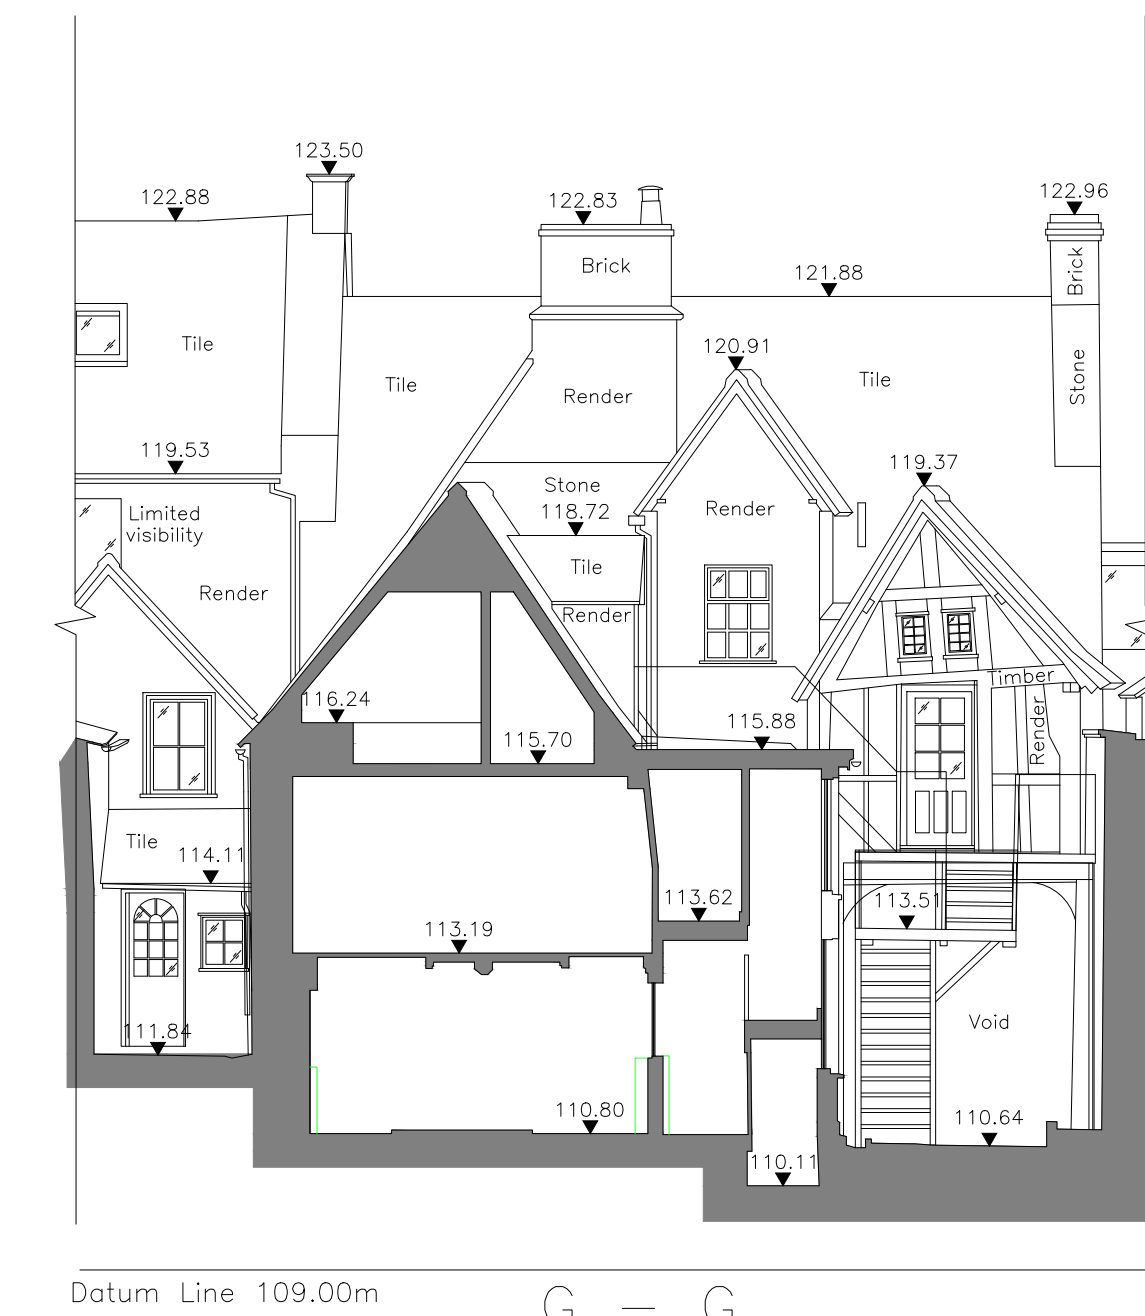 123.50
122.88
122.83
122.96
Brick
Brick
121.88
Tile
120.91
Tile
Tile
Stone
Render
119.53
119.37
Stone
Limited
visibility
118.72
Render
Tile
Render
Render
Timber
116.24
Render
115.88
115.70
Tile
114.11
113.62
113.51
113.19
Void
111.84
110.80
110.64
110.11
Datum Line 109.00m
G — G